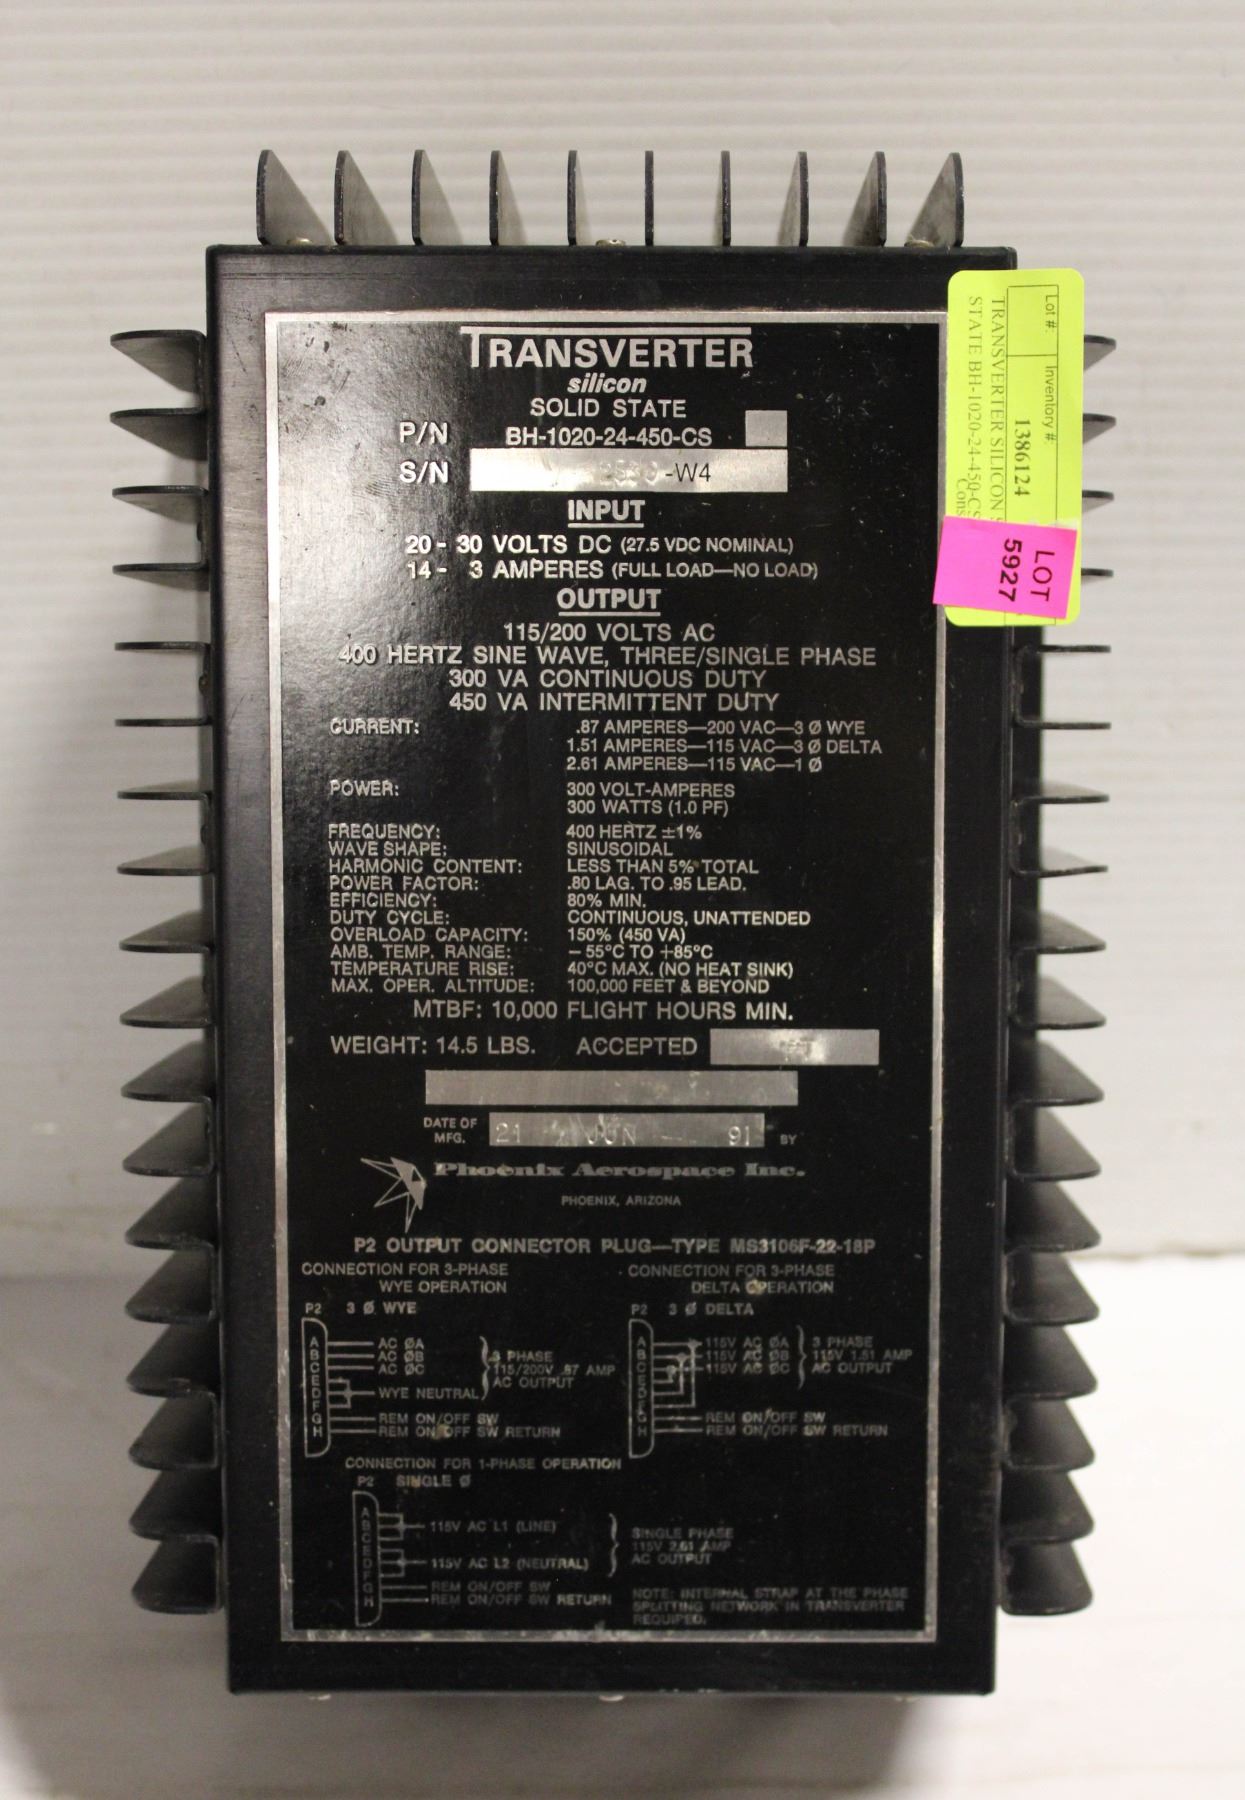 TRANSVERTER
silicon
SOLID STATE
P/N BH-1020-24-450-CS
S/N -W4
INPUT
20 - 30 VOLTS DC (27.5 VDC NOMINAL)
14 - 3 AMPERES (FULL LOAD—NO LOAD)
OUTPUT
115/200 VOLTS AC
400 HERTZ SINE WAVE, THREE/SINGLE PHASE
300 VA CONTINUOUS DUTY
450 VA INTERMITTENT DUTY
CURRENT: .87 AMPERES—200 VAC—3 Ø WYE
1.51 AMPERES—115 VAC—3 Ø DELTA
2.61 AMPERES—115 VAC—1 Ø
POWER: 300 VOLT-AMPERES
300 WATTS (1.0 PF)
FREQUENCY: 400 HERTZ ±1%
WAVE SHAPE: SINUSOIDAL
HARMONIC CONTENT: LESS THAN 5% TOTAL
POWER FACTOR: .80 LAG. TO .95 LEAD.
EFFICIENCY: 80% MIN.
DUTY CYCLE: CONTINUOUS, UNATTENDED
OVERLOAD CAPACITY: 150% (450 VA)
AMB. TEMP. RANGE: – 55°C TO +85°C
TEMPERATURE RISE: 40°C MAX. (NO HEAT SINK)
MAX. OPER. ALTITUDE: 100,000 FEET & BEYOND
MTBF: 10,000 FLIGHT HOURS MIN.
WEIGHT: 14.5 LBS. ACCEPTED
DATE OF
MFG. 21 JUN 91 BY
Phoenix Aerospace Inc.
PHOENIX, ARIZONA
P2 OUTPUT CONNECTOR PLUG—TYPE MS3106F-22-18P
CONNECTION FOR 3-PHASE
WYE OPERATION
P2 3 Ø WYE
A AC ØA
B AC ØB
C AC ØC
E
D WYE NEUTRAL
F
G REM ON/OFF SW
H REM ON/OFF SW RETURN
3 PHASE
115/200V .87 AMP
AC OUTPUT
CONNECTION FOR 3-PHASE
DELTA OPERATION
P2 3 Ø DELTA
A 115V AC ØA
B 115V AC ØB
C 115V AC ØC
E
D
F
G REM ON/OFF SW
H REM ON/OFF SW RETURN
3 PHASE
115V 1.51 AMP
AC OUTPUT
CONNECTION FOR 1-PHASE OPERATION
P2 SINGLE Ø
A
B 115V AC L1 (LINE)
C
E
D 115V AC L2 (NEUTRAL)
F
G REM ON/OFF SW
H REM ON/OFF SW RETURN
SINGLE PHASE
115V 2.61 AMP
AC OUTPUT
NOTE: INTERNAL STRAP AT THE PHASE
SPLITTING NETWORK IN TRANSVERTER
REQUIRED.
Lot #: Inventory #:
1386124
TRANSVERTER SILICON S
STATE BH-1020-24-450-CS
Cons
LOT
5927